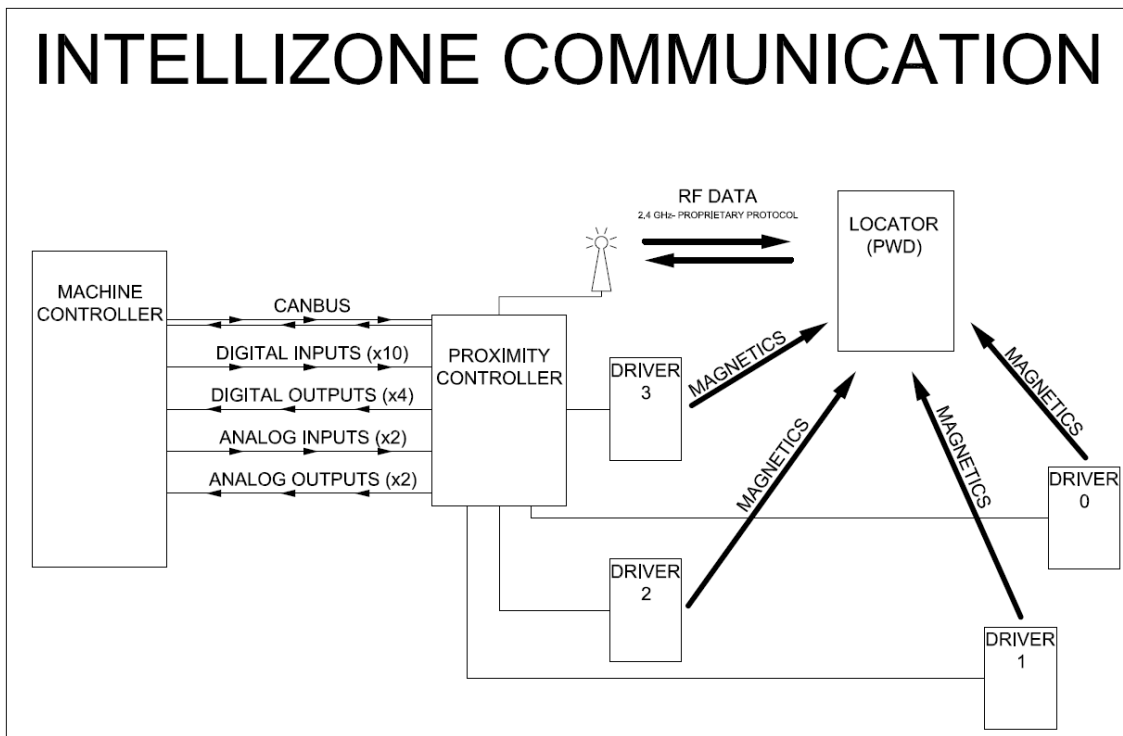 INTELLIZONE COMMUNICATION
RF DATA
2,4 GHz- PROPRIETARY PROTOCOL
LOCATOR
(PWD)
MACHINE
CONTROLLER
CANBUS
DIGITAL INPUTS (x10)
DIGITAL OUTPUTS (x4)
ANALOG INPUTS (x2)
ANALOG OUTPUTS (x2)
PROXIMITY
CONTROLLER
DRIVER
3
MAGNETICS
MAGNETICS
MAGNETICS
MAGNETICS
DRIVER
0
DRIVER
2
DRIVER
1